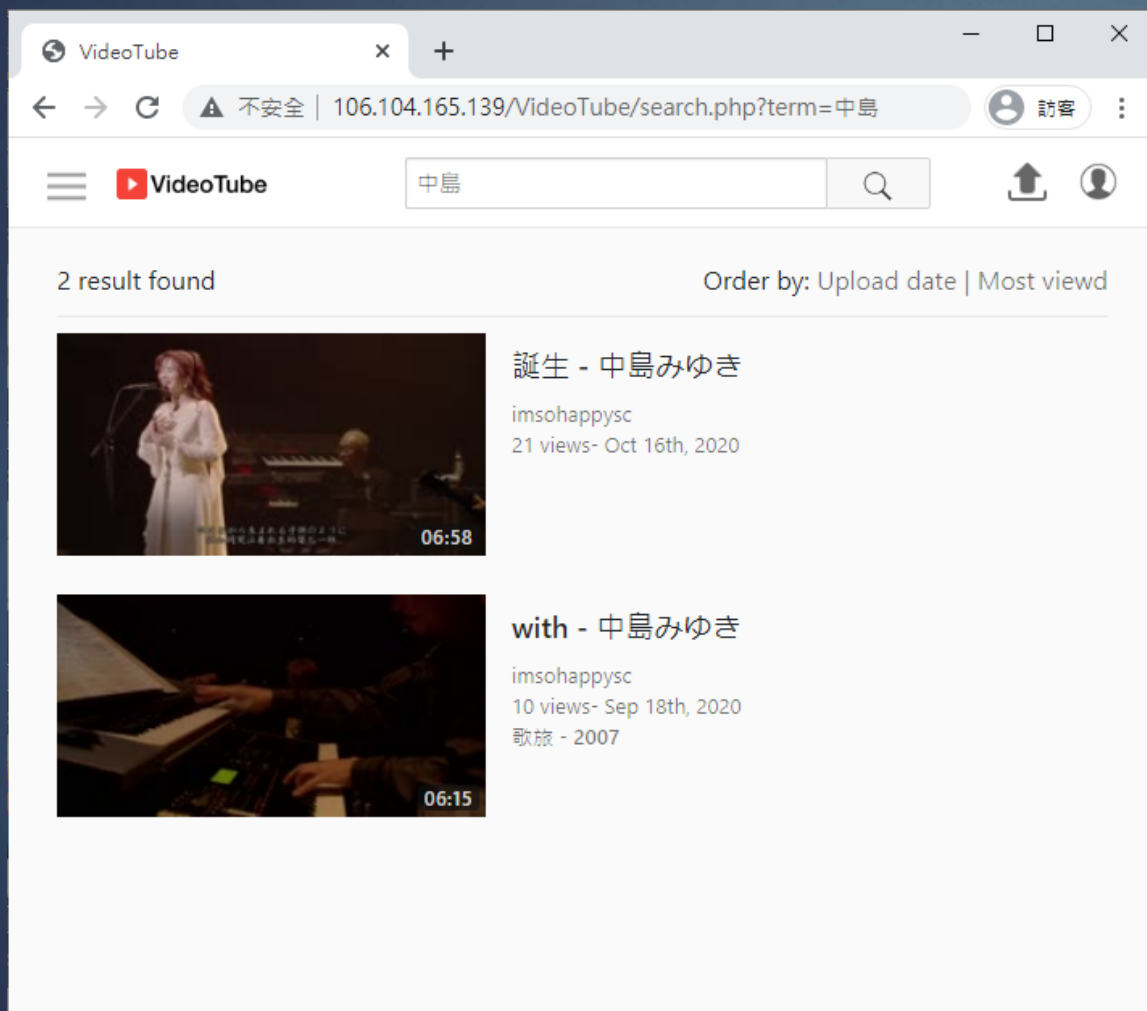 VideoTube
不安全 | 106.104.165.139/VideoTube/search.php?term=中島
訪客
VideoTube
中島
2 result found
Order by: Upload date | Most viewd
誕生 - 中島みゆき
imsohappysc
21 views- Oct 16th, 2020
06:58
with - 中島みゆき
imsohappysc
10 views- Sep 18th, 2020
歌旅 - 2007
06:15